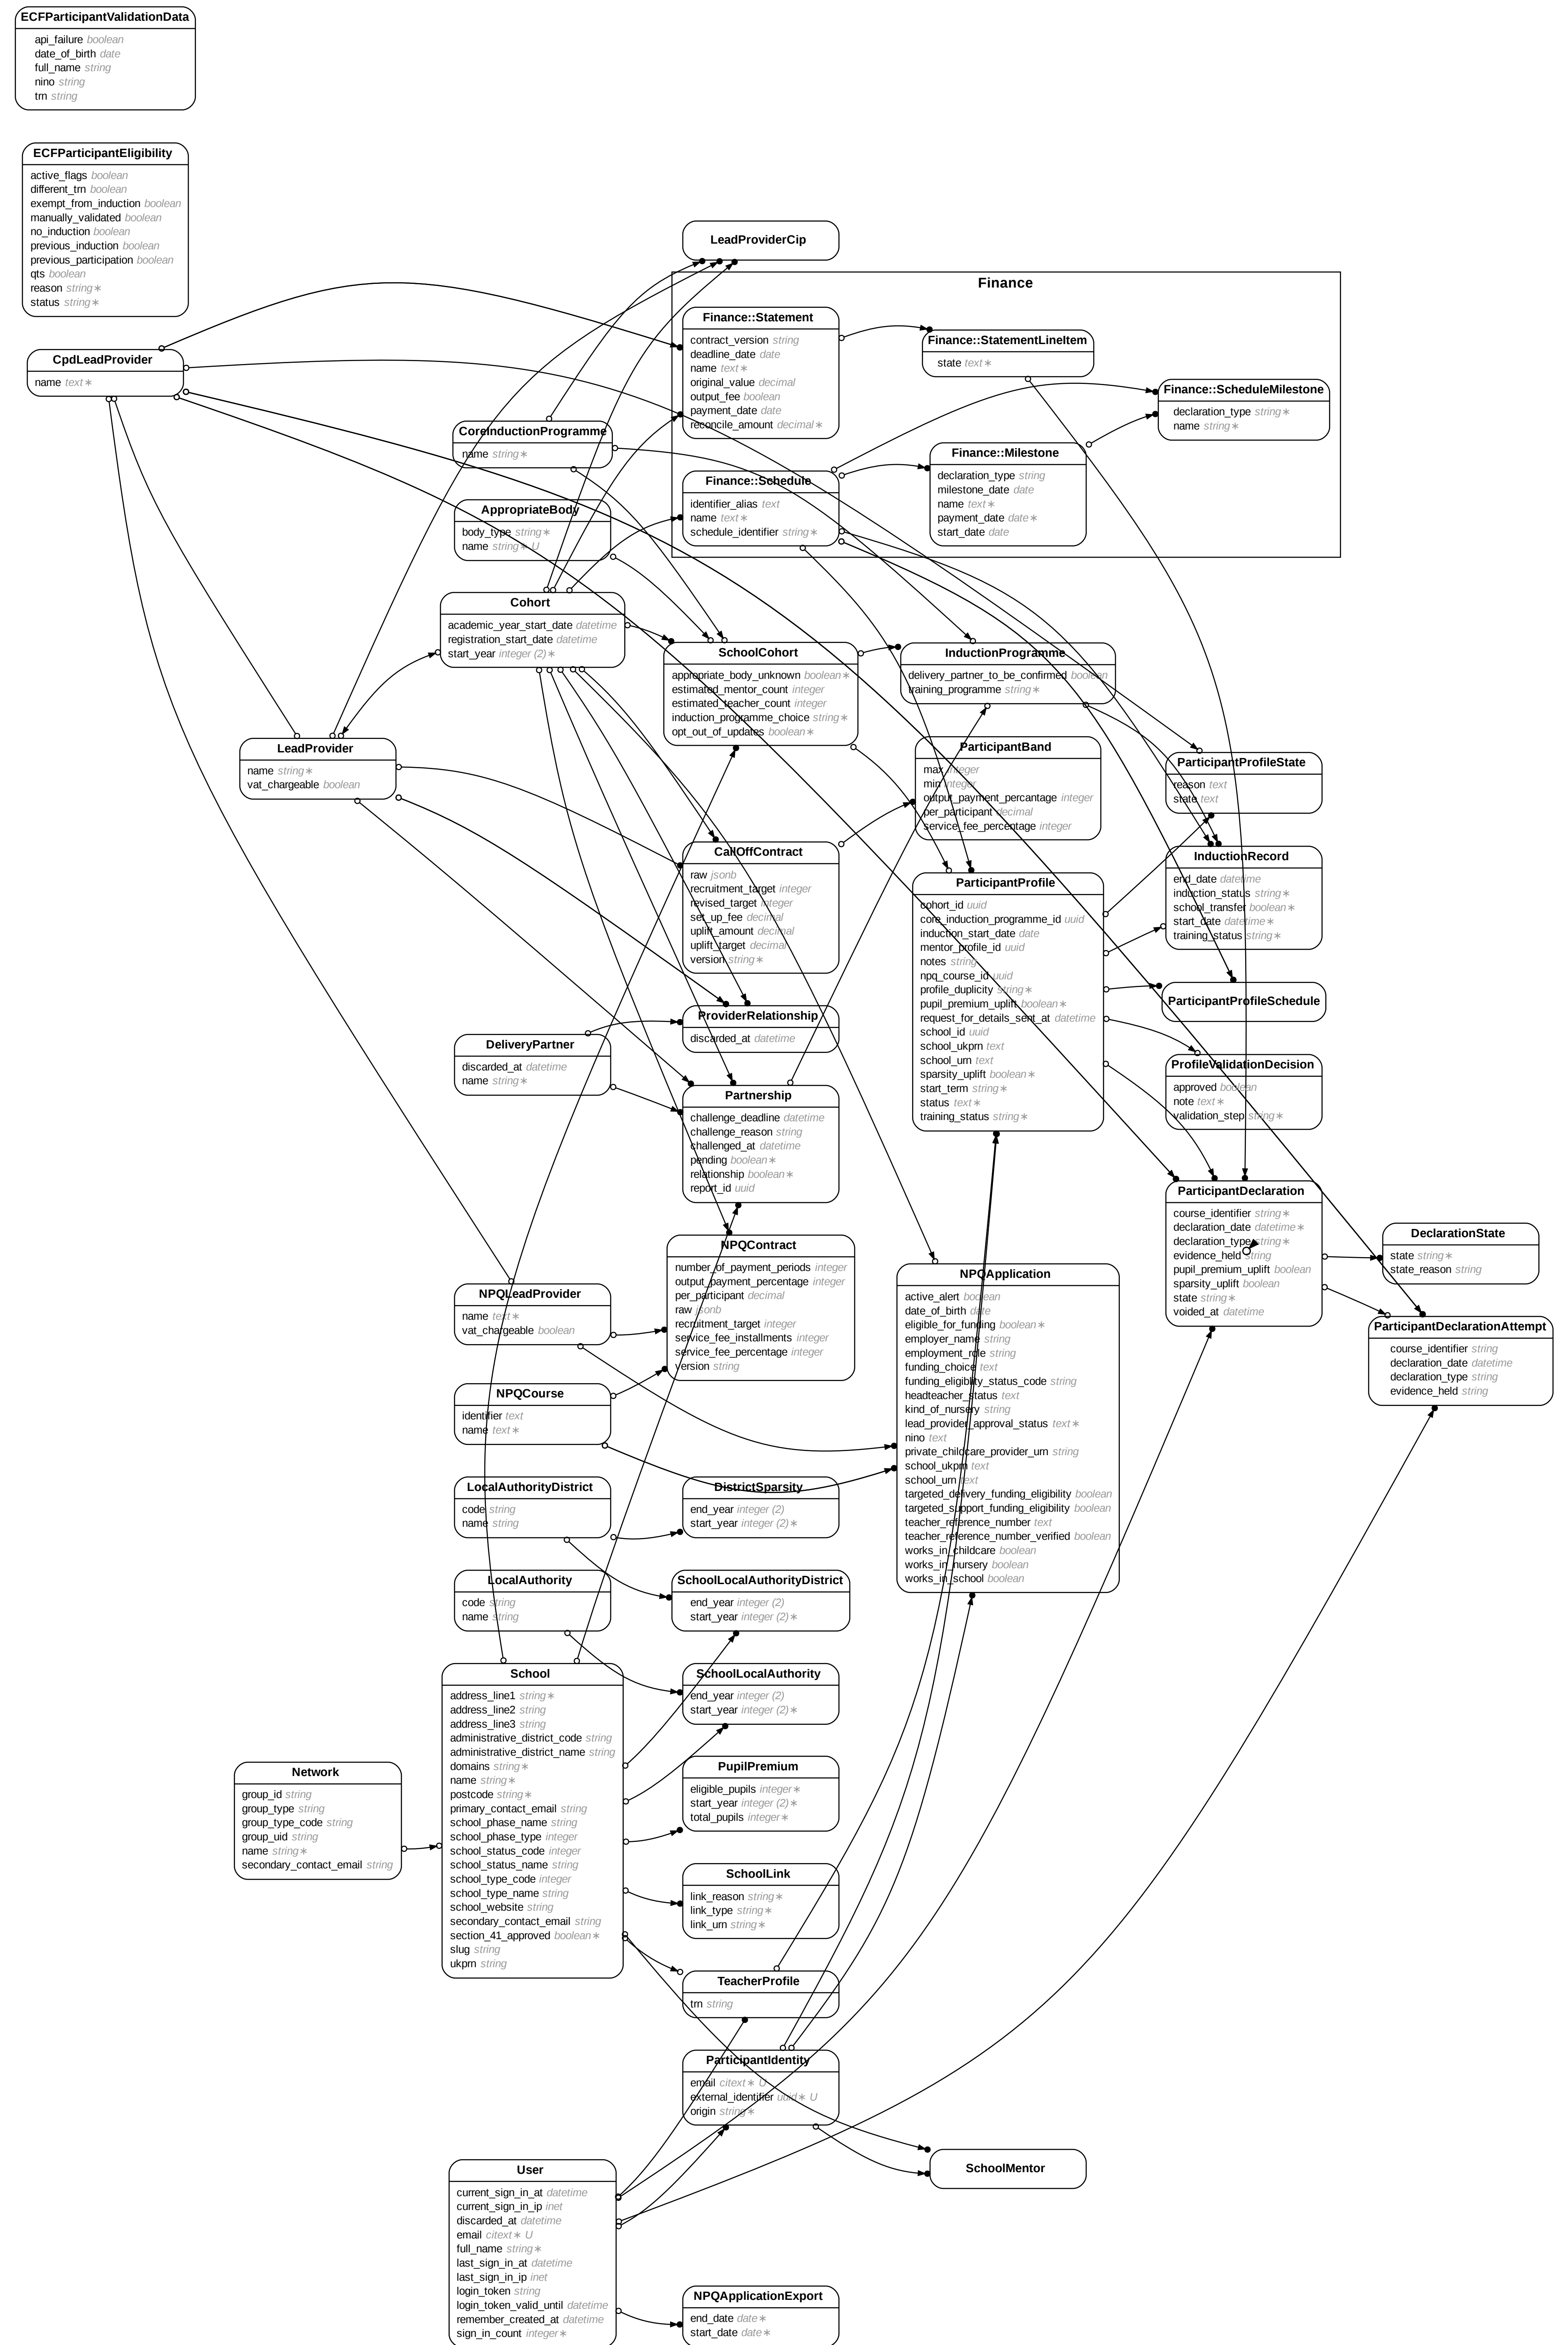 ECFParticipantValidationData
api_failure boolean
date_of_birth date
full_name string
nino string
trn string
ECFParticipantEligibility
active_flags boolean
different_trn boolean
exempt_from_induction boolean
manually_validated boolean
no_induction boolean
previous_induction boolean
previous_participation boolean
qts boolean
reason string∗
status string∗
CpdLeadProvider
name text∗
LeadProviderCip
Finance
Finance::Statement
contract_version string
deadline_date date
name text∗
original_value decimal
output_fee boolean
payment_date date
reconcile_amount decimal∗
Finance::StatementLineItem
state text∗
Finance::ScheduleMilestone
declaration_type string∗
name string∗
Finance::Milestone
declaration_type string
milestone_date date
name text∗
payment_date date∗
start_date date
Finance::Schedule
identifier_alias text
name text∗
schedule_identifier string∗
CoreInductionProgramme
name string∗
AppropriateBody
body_type string∗
name string∗ U
Cohort
academic_year_start_date datetime
registration_start_date datetime
start_year integer (2)∗
SchoolCohort
appropriate_body_unknown boolean∗
estimated_mentor_count integer
estimated_teacher_count integer
induction_programme_choice string∗
opt_out_of_updates boolean∗
InductionProgramme
delivery_partner_to_be_confirmed boolean
training_programme string∗
LeadProvider
name string∗
vat_chargeable boolean
ParticipantBand
max integer
min integer
output_payment_percantage integer
per_participant decimal
service_fee_percentage integer
ParticipantProfileState
reason text
state text
CallOffContract
raw jsonb
recruitment_target integer
revised_target integer
set_up_fee decimal
uplift_amount decimal
uplift_target decimal
version string∗
InductionRecord
end_date datetime
induction_status string∗
school_transfer boolean∗
start_date datetime∗
training_status string∗
ParticipantProfile
cohort_id uuid
core_induction_programme_id uuid
induction_start_date date
mentor_profile_id uuid
notes string
npq_course_id uuid
profile_duplicity string∗
pupil_premium_uplift boolean∗
request_for_details_sent_at datetime
school_id uuid
school_ukprn text
school_urn text
sparsity_uplift boolean∗
start_term string∗
status text∗
training_status string∗
ParticipantProfileSchedule
ProviderRelationship
discarded_at datetime
DeliveryPartner
discarded_at datetime
name string∗
ProfileValidationDecision
approved boolean
note text∗
validation_step string∗
Partnership
challenge_deadline datetime
challenge_reason string
challenged_at datetime
pending boolean∗
relationship boolean∗
report_id uuid
ParticipantDeclaration
course_identifier string∗
declaration_date datetime∗
declaration_type string∗
evidence_held string
pupil_premium_uplift boolean
sparsity_uplift boolean
state string∗
voided_at datetime
DeclarationState
state string∗
state_reason string
NPQContract
number_of_payment_periods integer
output_payment_percentage integer
per_participant decimal
raw jsonb
recruitment_target integer
service_fee_installments integer
service_fee_percentage integer
version string
NPQApplication
active_alert boolean
date_of_birth date
eligible_for_funding boolean∗
employer_name string
employment_role string
funding_choice text
funding_eligiblity_status_code string
headteacher_status text
kind_of_nursery string
lead_provider_approval_status text∗
nino text
private_childcare_provider_urn string
school_ukprn text
school_urn text
targeted_delivery_funding_eligibility boolean
targeted_support_funding_eligibility boolean
teacher_reference_number text
teacher_reference_number_verified boolean
works_in_childcare boolean
works_in_nursery boolean
works_in_school boolean
NPQLeadProvider
name text∗
vat_chargeable boolean
ParticipantDeclarationAttempt
course_identifier string
declaration_date datetime
declaration_type string
evidence_held string
NPQCourse
identifier text
name text∗
LocalAuthorityDistrict
code string
name string
DistrictSparsity
end_year integer (2)
start_year integer (2)∗
LocalAuthority
code string
name string
SchoolLocalAuthorityDistrict
end_year integer (2)
start_year integer (2)∗
School
address_line1 string∗
address_line2 string
address_line3 string
administrative_district_code string
administrative_district_name string
domains string∗
name string∗
postcode string∗
primary_contact_email string
school_phase_name string
school_phase_type integer
school_status_code integer
school_status_name string
school_type_code integer
school_type_name string
school_website string
secondary_contact_email string
section_41_approved boolean∗
slug string
ukprn string
SchoolLocalAuthority
end_year integer (2)
start_year integer (2)∗
Network
group_id string
group_type string
group_type_code string
group_uid string
name string∗
secondary_contact_email string
PupilPremium
eligible_pupils integer∗
start_year integer (2)∗
total_pupils integer∗
SchoolLink
link_reason string∗
link_type string∗
link_urn string∗
TeacherProfile
trn string
ParticipantIdentity
email citext∗ U
external_identifier uuid∗ U
origin string∗
SchoolMentor
User
current_sign_in_at datetime
current_sign_in_ip inet
discarded_at datetime
email citext∗ U
full_name string∗
last_sign_in_at datetime
last_sign_in_ip inet
login_token string
login_token_valid_until datetime
remember_created_at datetime
sign_in_count integer∗
NPQApplicationExport
end_date date∗
start_date date∗